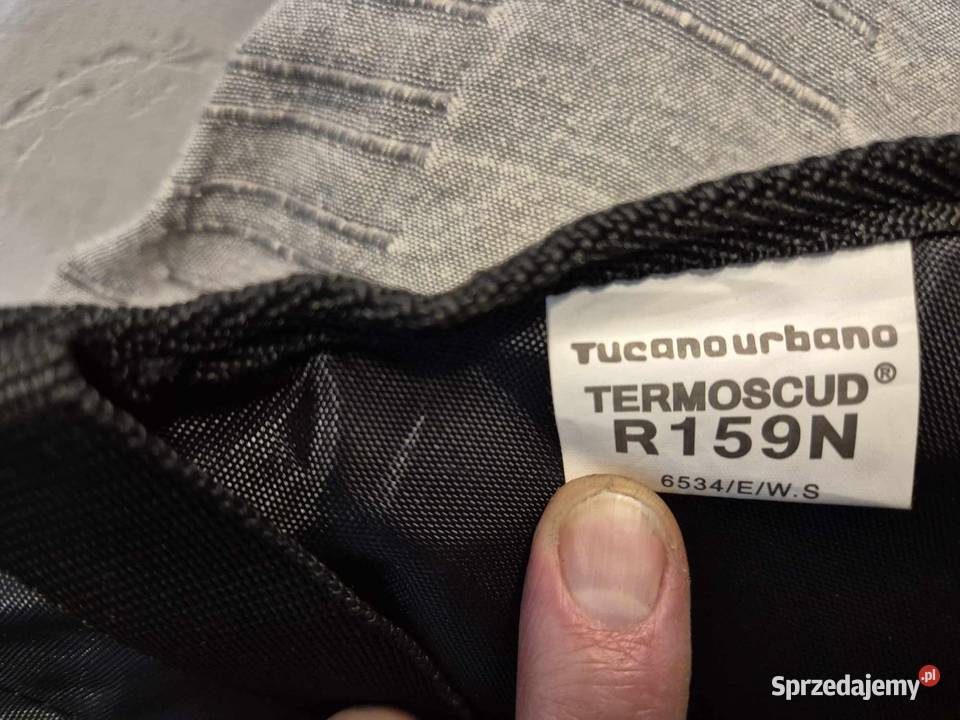 Tucanourbano
TERMOSCUD®
R159N
6534/E/W.S
Sprzedajemy.pl